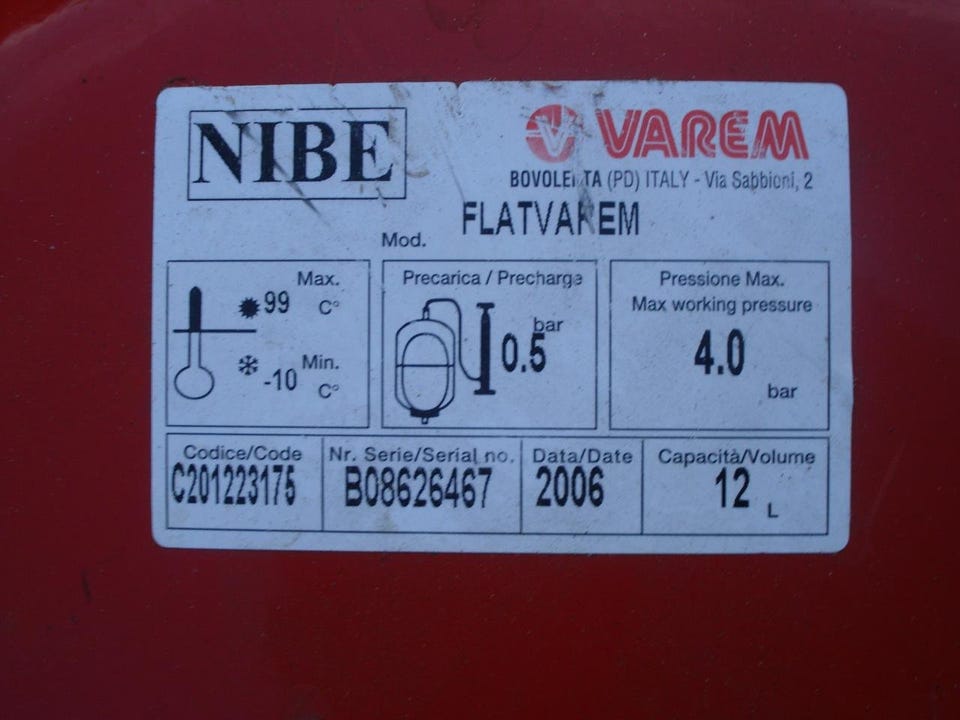 NIBE
VAREM
BOVOLENTA (PD) ITALY - Via Sabbioni, 2
Mod. FLATVAREM
Max.
99 C°
Min.
-10 C°
Precarica / Precharge
bar
0.5
Pressione Max.
Max working pressure
4.0
bar
Codice/Code
C201223175
Nr. Serie/Serial no.
B08626467
Data/Date
2006
Capacità/Volume
12 L